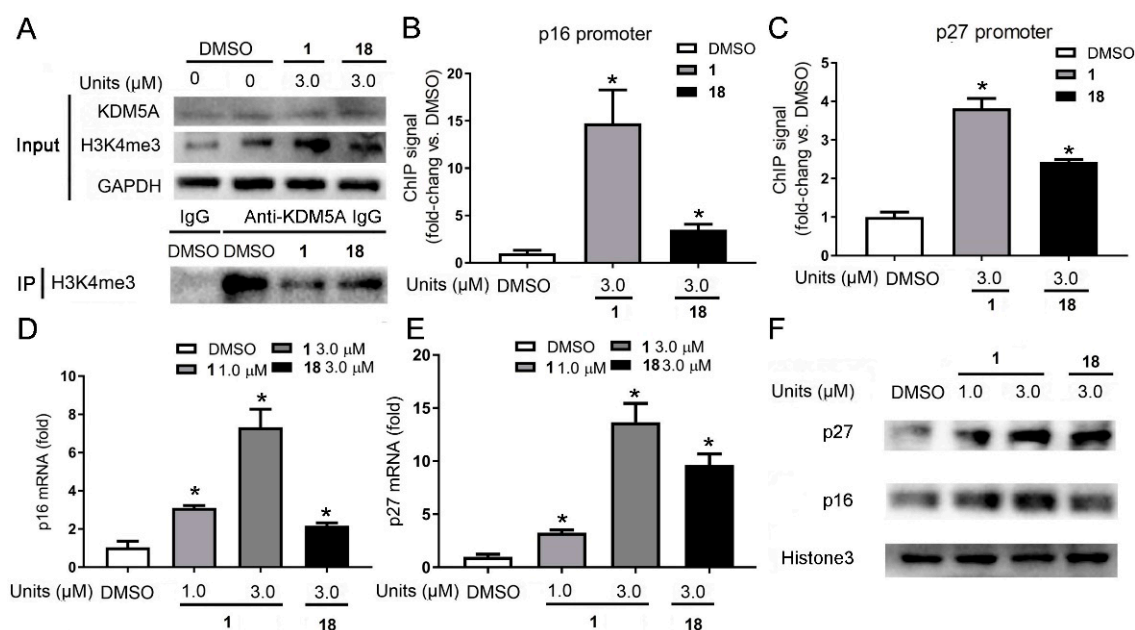 A
DMSO 1 18
Units (μM) 0 0 3.0 3.0
Input
KDM5A
H3K4me3
GAPDH
IgG Anti-KDM5A IgG
DMSO DMSO 1 18
IP H3K4me3
B
p16 promoter
DMSO
1
18
ChIP signal
(fold-chang vs. DMSO)
20
15
10
5
0
Units (μM) DMSO 3.0 3.0
1 18
C
p27 promoter
DMSO
1
18
ChIP signal
(fold-chang vs. DMSO)
6
4
2
1
0
* *
Units (μM) DMSO 3.0 3.0
1 18
D
DMSO 1 3.0 μM
1 1.0 μM 18 3.0 μM
p16 mRNA (fold)
10
8
6
4
2
0
* * *
Units (μM) DMSO 1.0 3.0 3.0
1 18
E
DMSO 1 3.0 μM
1 1.0 μM 18 3.0 μM
p27 mRNA (fold)
20
15
10
5
0
* * *
Units (μM) DMSO 1.0 3.0 3.0
1 18
F
1 18
Units (μM) DMSO 1.0 3.0 3.0
p27
p16
Histone3